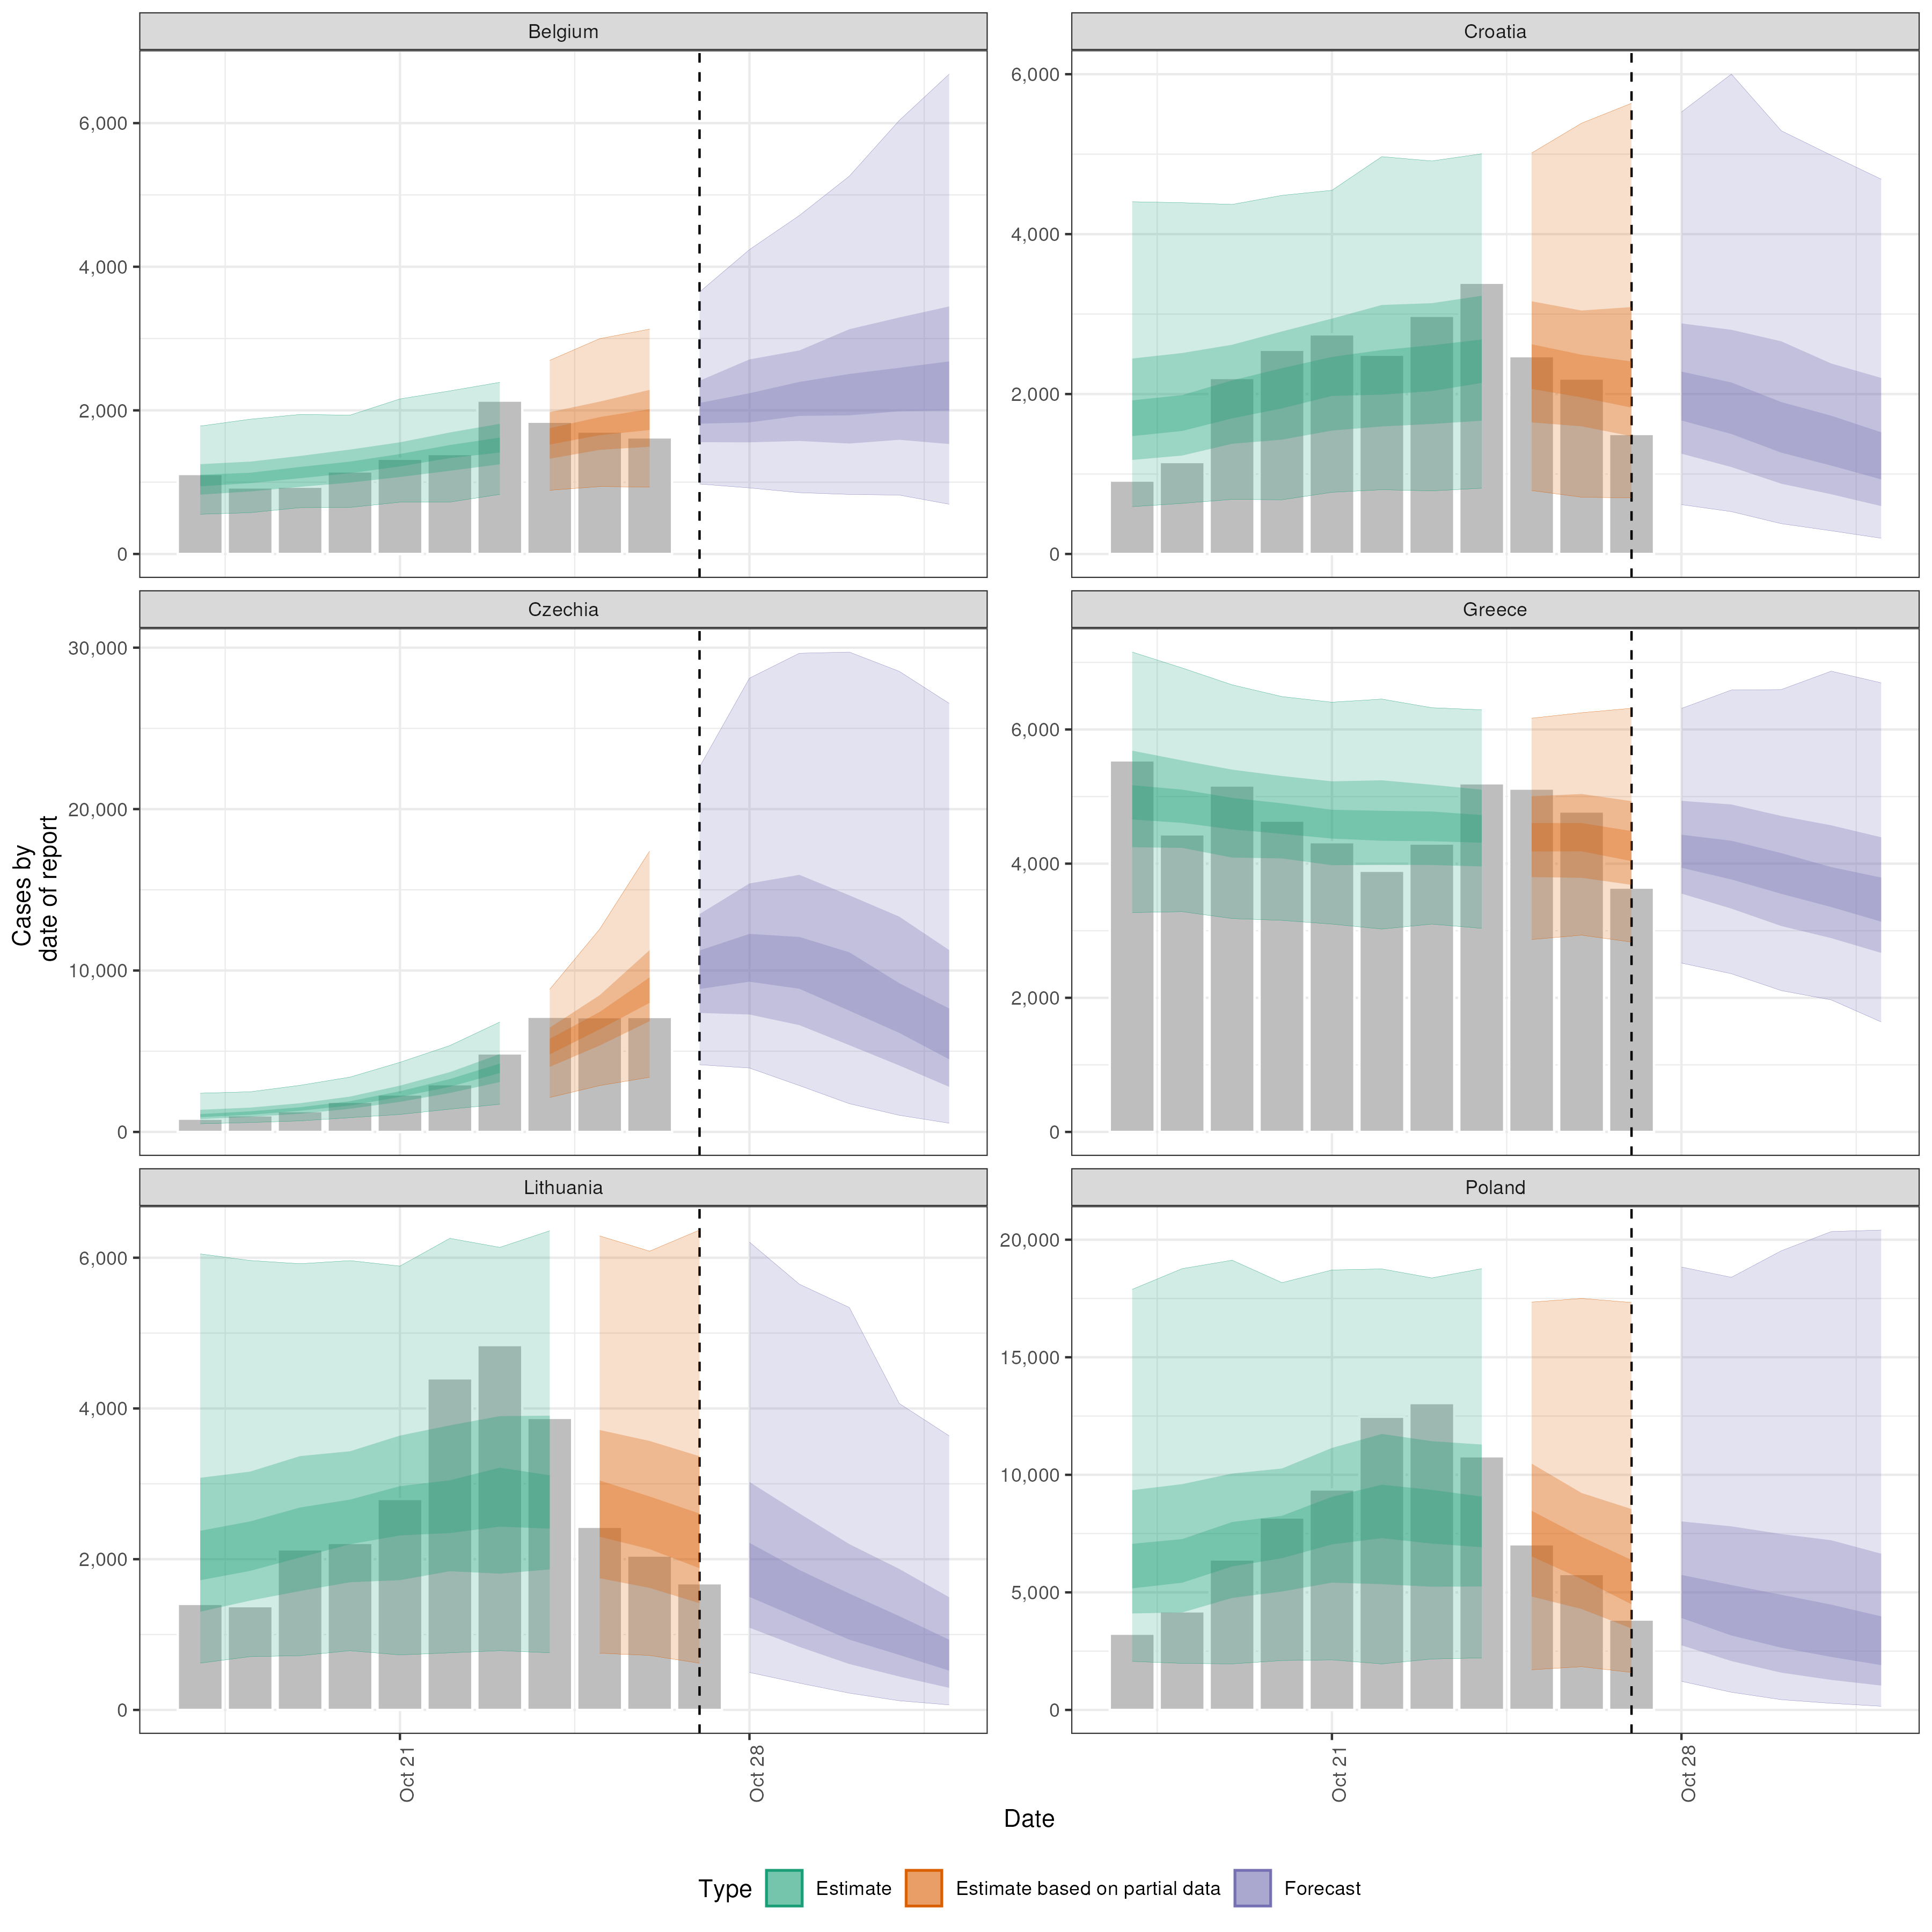 Belgium
Croatia
6,000
4,000
2,000
0
6,000
4,000
2,000
0
Czechia
Greece
30,000
20,000
10,000
0
6,000
4,000
2,000
0
Lithuania
Poland
6,000
4,000
2,000
0
20,000
15,000
10,000
5,000
0
Oct 21
Oct 28
Oct 21
Oct 28
Cases by
date of report
Date
Type
Estimate
Estimate based on partial data
Forecast